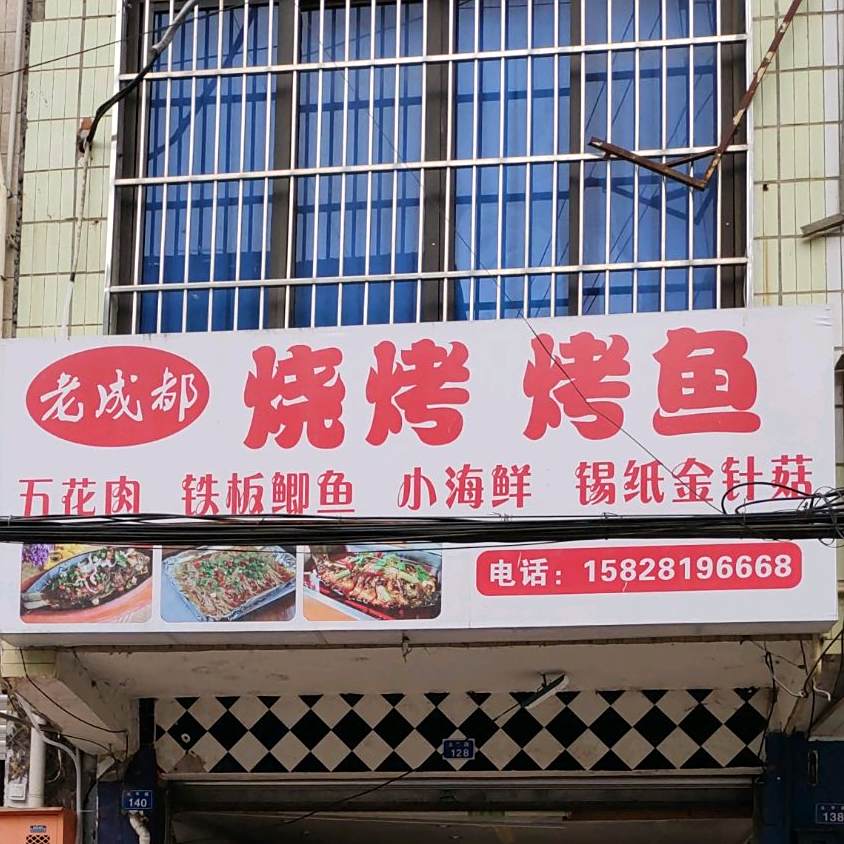 老成都
烧烤 烤鱼
五花肉 铁板鲫鱼 小海鲜 锡纸金针菇
电话：15828196668
128
140
138